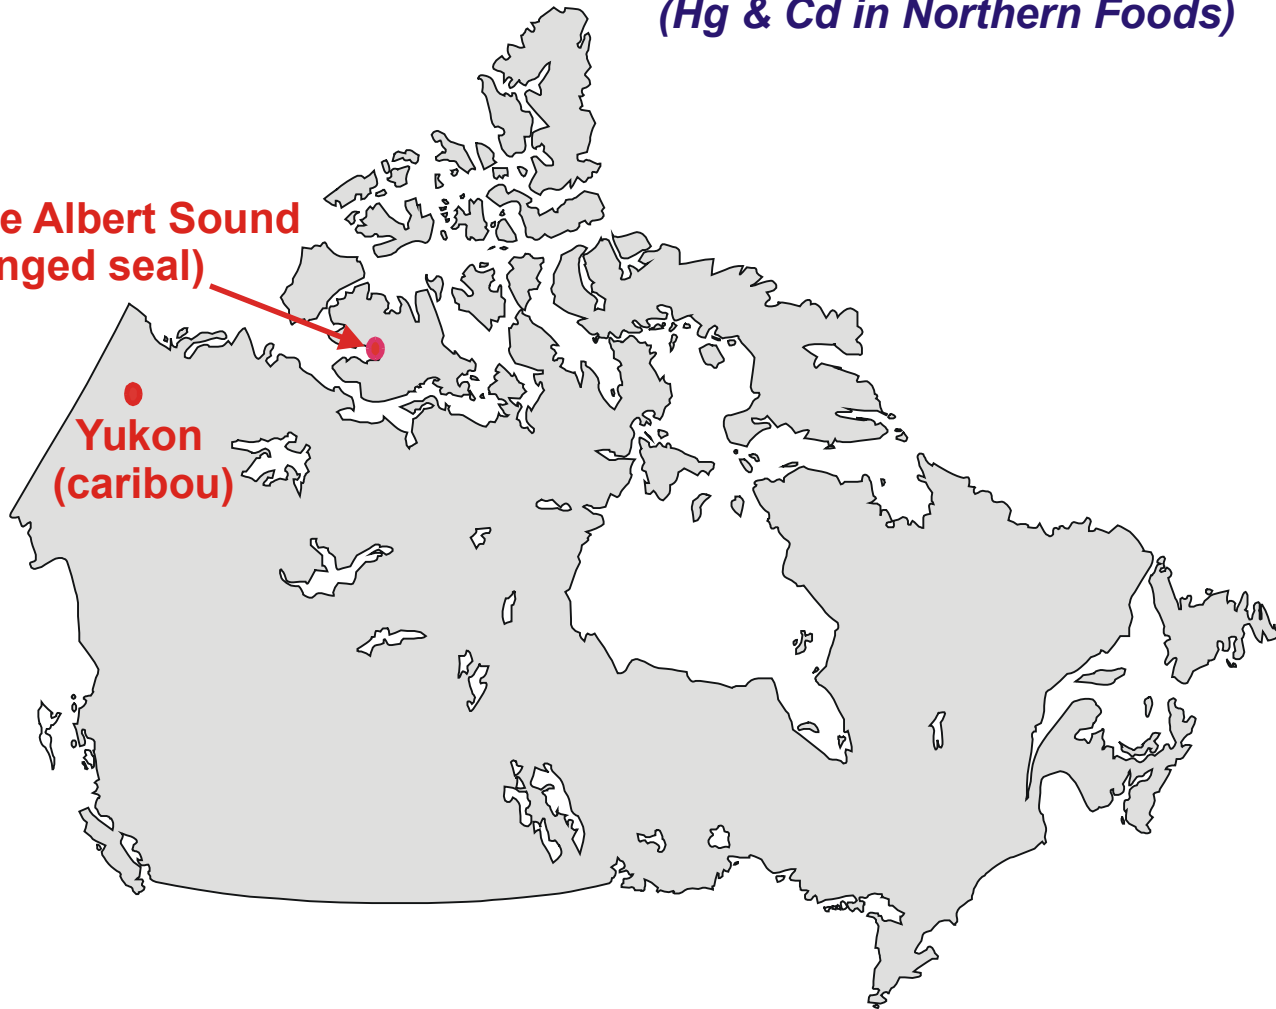 (Hg & Cd in Northern Foods)
e Albert Sound
nged seal)
Yukon
(caribou)